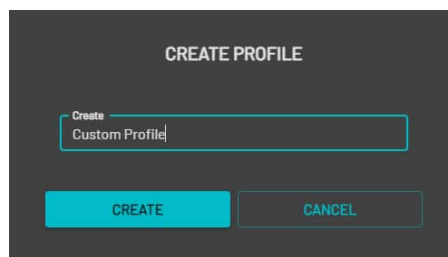 CREATE PROFILE
Create
Custom Profile
CREATE
CANCEL